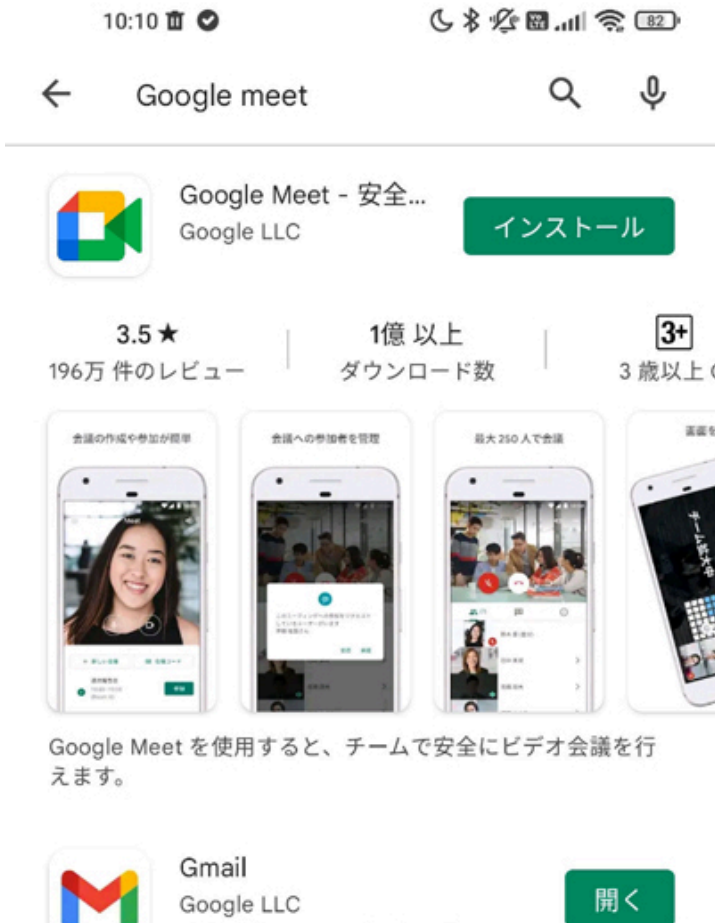 10:10
82
Google meet
Google Meet - 安全...
Google LLC
インストール
3.5★
196万 件のレビュー
1億 以上
ダウンロード数
3+
3 歳以上
会議の作成や参加が簡単
会議への参加者を管理
最大 250 人で会議
画面を
Meet
Google Meet を使用すると、チームで安全にビデオ会議を行
えます。
Gmail
Google LLC
開く